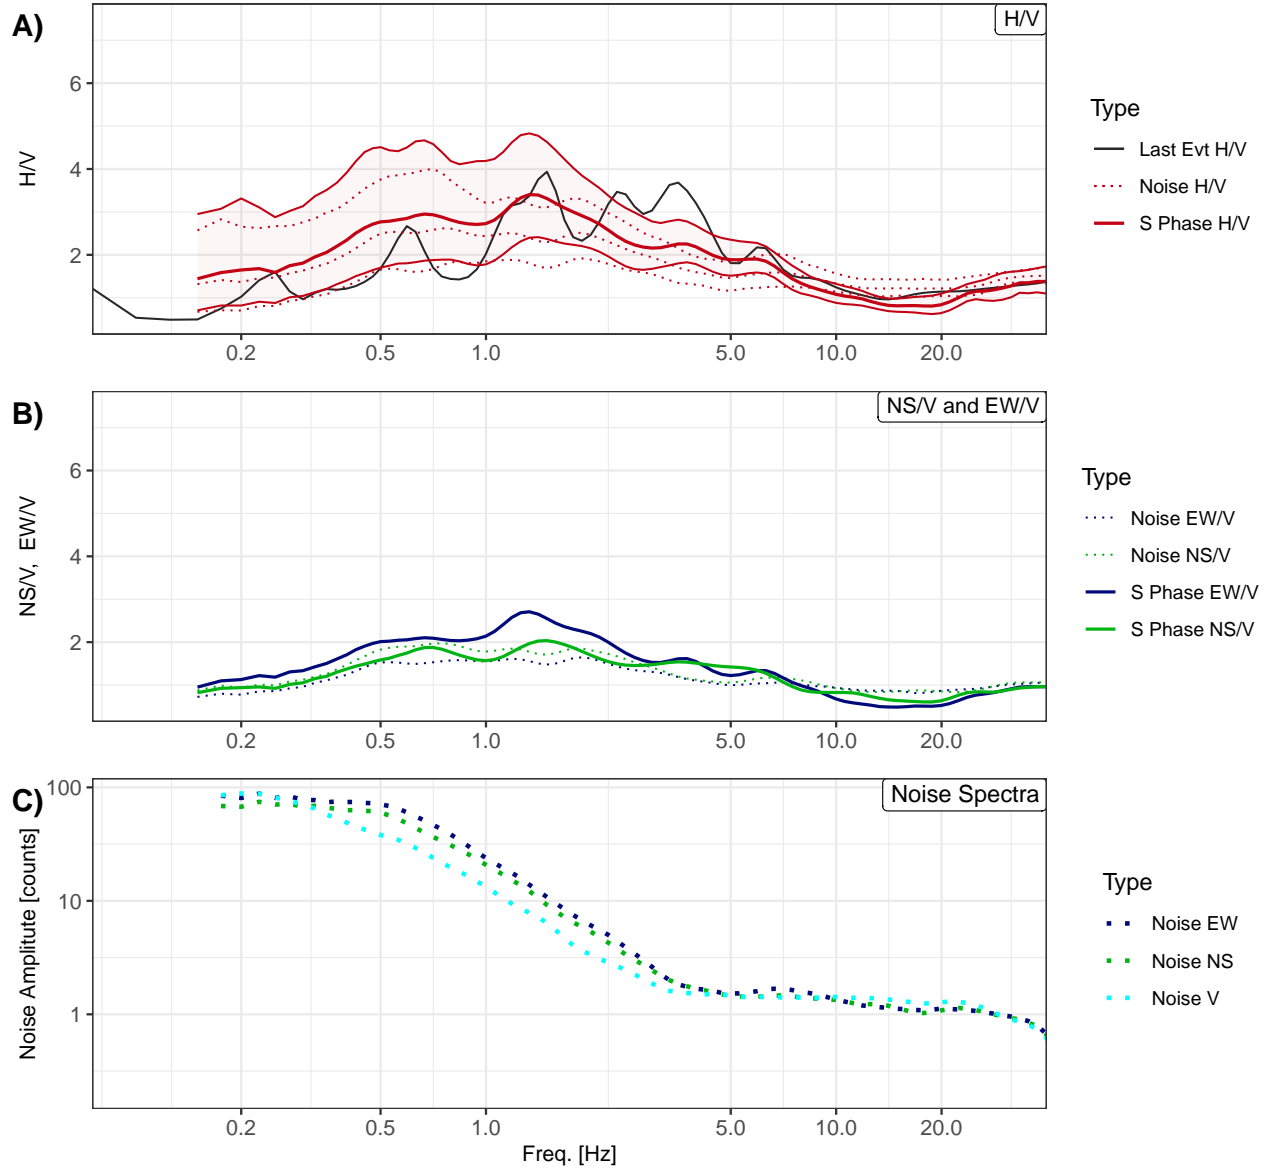 A)
H/V
6
4
2
H/V
0.2 0.5 1.0 5.0 10.0 20.0
Type
Last Evt H/V
Noise H/V
S Phase H/V
B)
NS/V and EW/V
6
4
2
NS/V, EW/V
0.2 0.5 1.0 5.0 10.0 20.0
Type
Noise EW/V
Noise NS/V
S Phase EW/V
S Phase NS/V
C)
Noise Spectra
100
10
1
Noise Amplitute [counts]
0.2 0.5 1.0 5.0 10.0 20.0
Freq. [Hz]
Type
Noise EW
Noise NS
Noise V